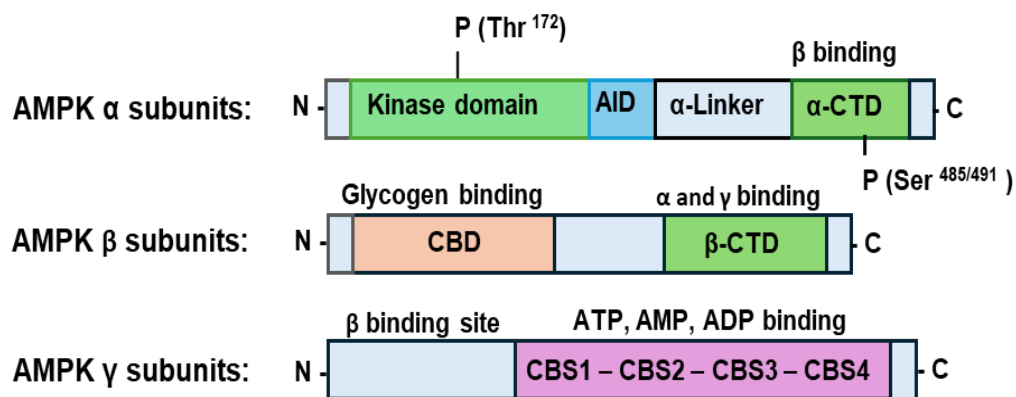 P (Thr 172)
β binding
AMPK α subunits: N - Kinase domain AID α-Linker α-CTD - C
P (Ser 485/491 )
Glycogen binding α and γ binding
AMPK β subunits: N - CBD β-CTD - C
β binding site ATP, AMP, ADP binding
AMPK γ subunits: N - CBS1 – CBS2 – CBS3 – CBS4 - C